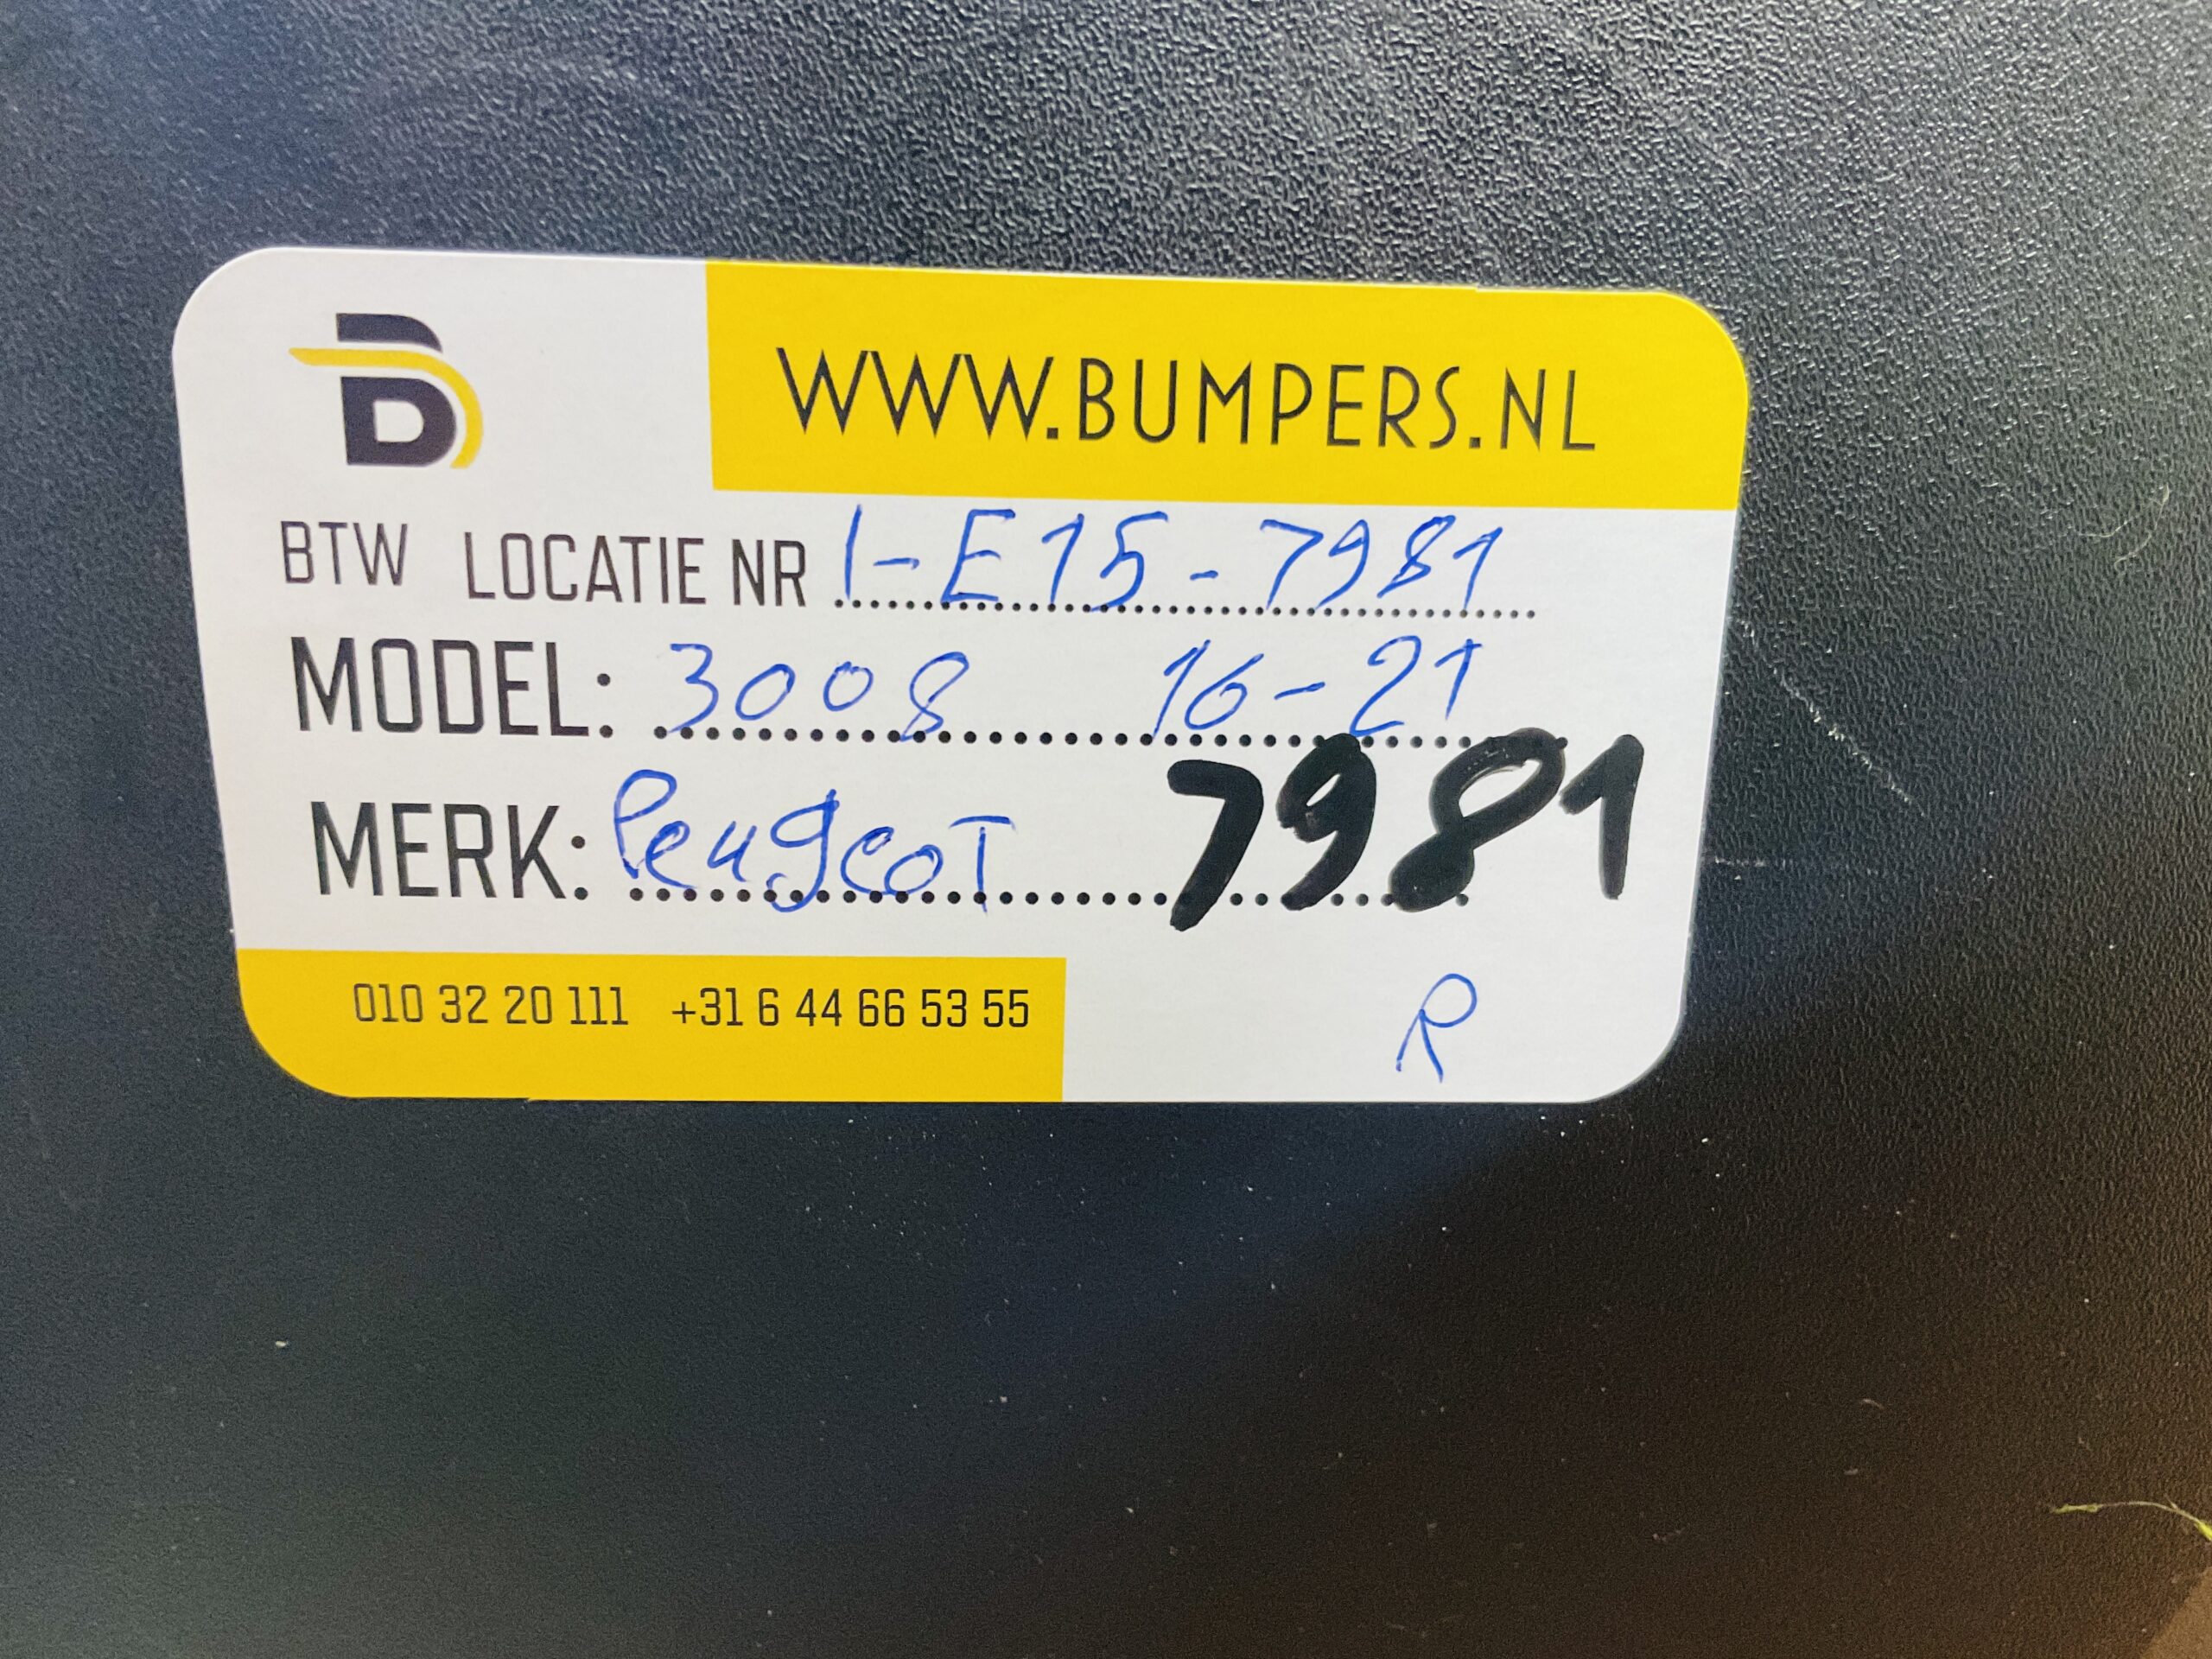 WWW.BUMPERS.NL
BTW LOCATIE NR 1-E15-7981
MODEL: 3008 16-21
MERK: Peugeot 7981
010 32 20 111 +31 6 44 66 53 55
R